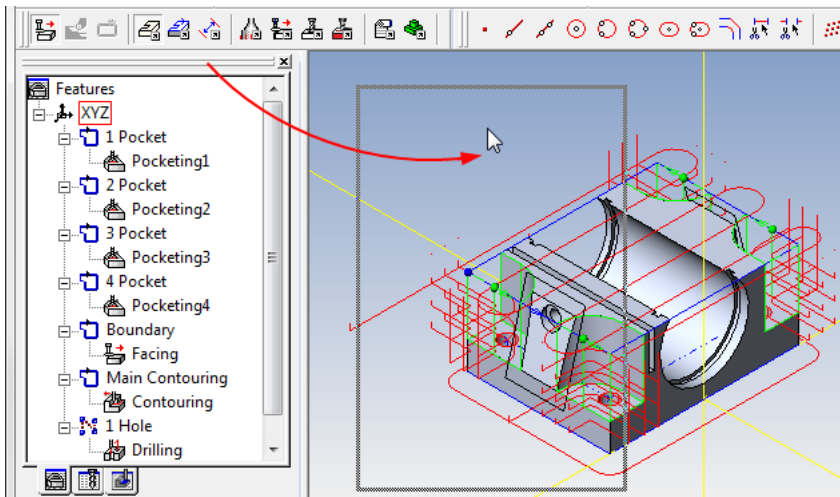 Features
XYZ
1 Pocket
Pocketing1
2 Pocket
Pocketing2
3 Pocket
Pocketing3
4 Pocket
Pocketing4
Boundary
Facing
Main Contouring
Contouring
1 Hole
Drilling